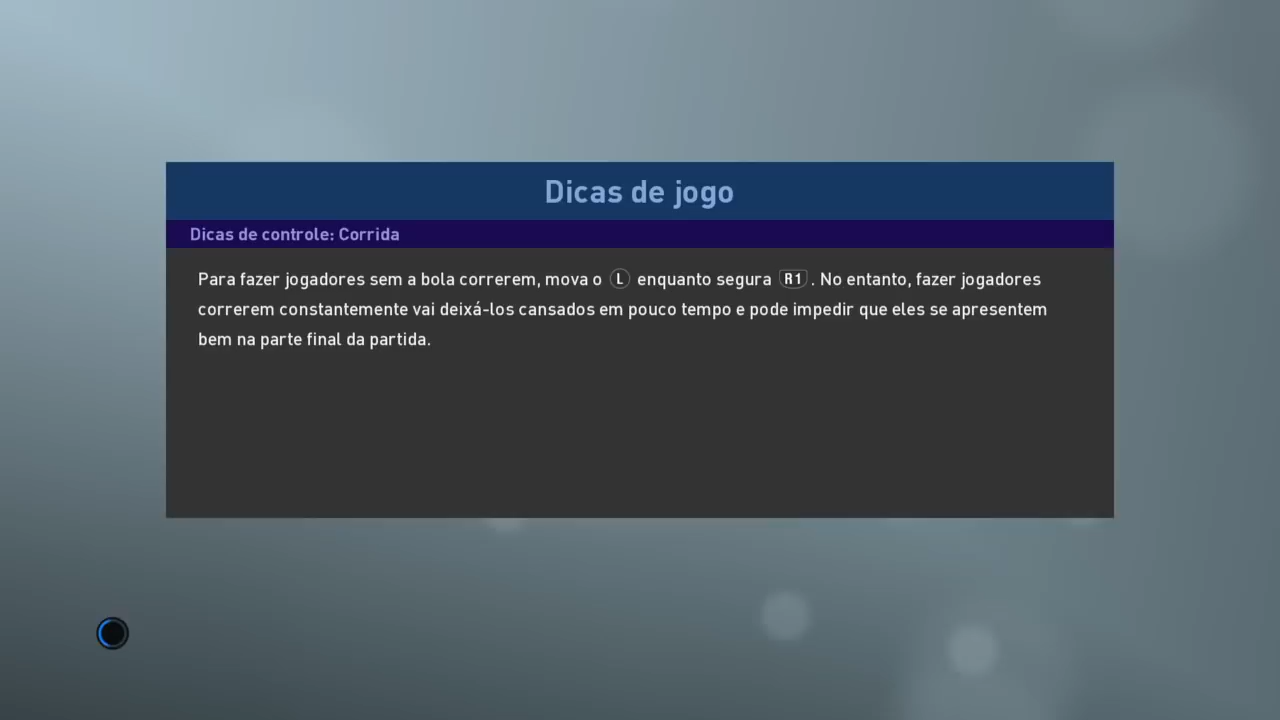 Dicas de jogo
Dicas de controle: Corrida
Para fazer jogadores sem a bola correrem, mova o L enquanto segura R1. No entanto, fazer jogadores
correrem constantemente vai deixá-los cansados em pouco tempo e pode impedir que eles se apresentem
bem na parte final da partida.